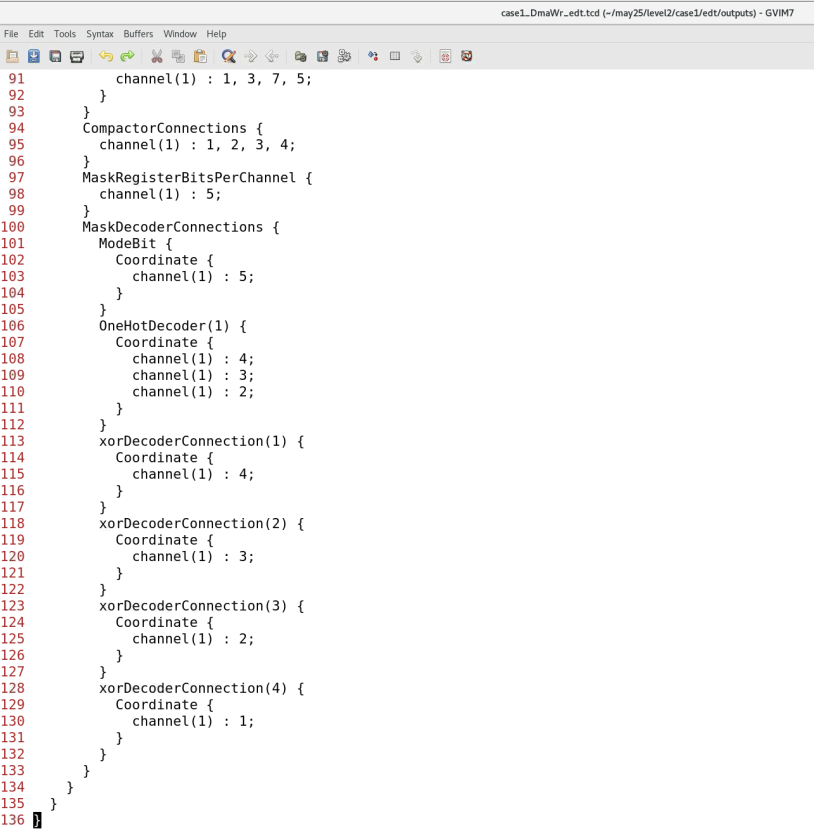 case1_DmaWr_edt.tcd (~/may25/level2/case1/edt/outputs) - GVIM7
File Edit Tools Syntax Buffers Window Help
91           channel(1) : 1, 3, 7, 5;
92         }
93       }
94       CompactorConnections {
95         channel(1) : 1, 2, 3, 4;
96       }
97       MaskRegisterBitsPerChannel {
98         channel(1) : 5;
99       }
100       MaskDecoderConnections {
101         ModeBit {
102           Coordinate {
103             channel(1) : 5;
104           }
105         }
106         OneHotDecoder(1) {
107           Coordinate {
108             channel(1) : 4;
109             channel(1) : 3;
110             channel(1) : 2;
111           }
112         }
113         xorDecoderConnection(1) {
114           Coordinate {
115             channel(1) : 4;
116           }
117         }
118         xorDecoderConnection(2) {
119           Coordinate {
120             channel(1) : 3;
121           }
122         }
123         xorDecoderConnection(3) {
124           Coordinate {
125             channel(1) : 2;
126           }
127         }
128         xorDecoderConnection(4) {
129           Coordinate {
130             channel(1) : 1;
131           }
132         }
133       }
134     }
135   }
136 }